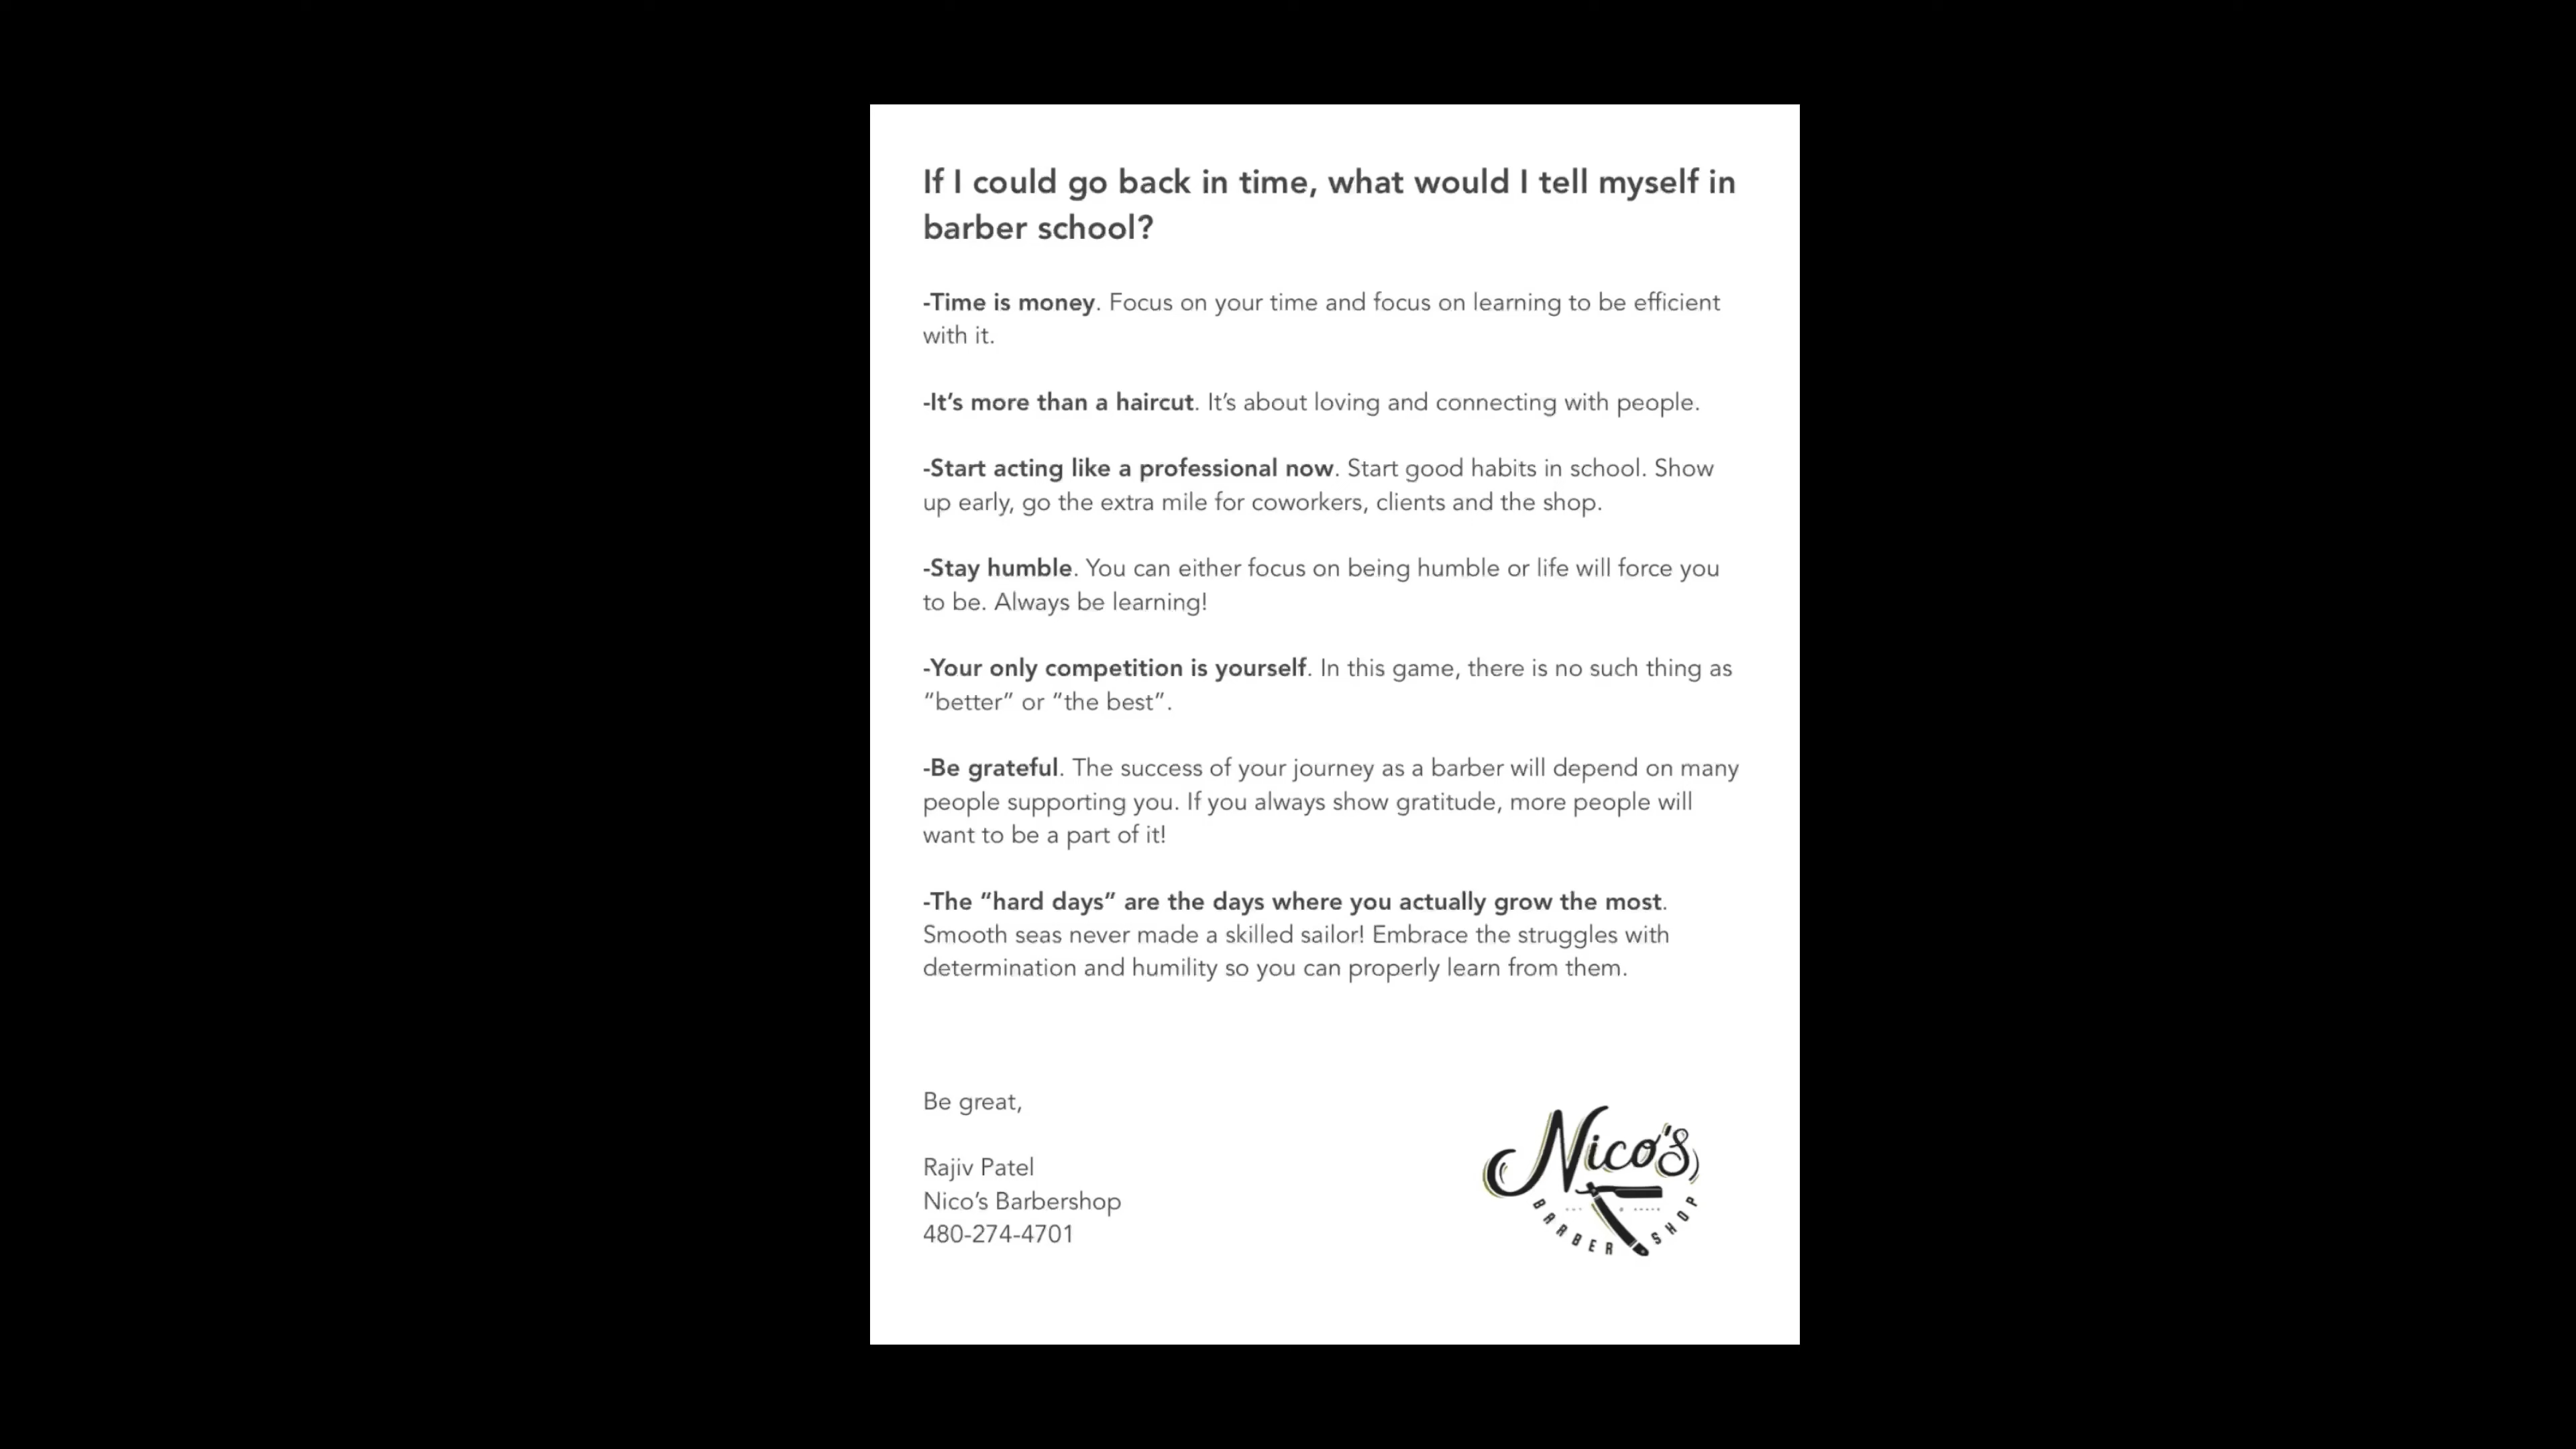 If I could go back in time, what would I tell myself in
barber school?
-Time is money. Focus on your time and focus on learning to be efficient
with it.
-It’s more than a haircut. It’s about loving and connecting with people.
-Start acting like a professional now. Start good habits in school. Show
up early, go the extra mile for coworkers, clients and the shop.
-Stay humble. You can either focus on being humble or life will force you
to be. Always be learning!
-Your only competition is yourself. In this game, there is no such thing as
“better” or “the best”.
-Be grateful. The success of your journey as a barber will depend on many
people supporting you. If you always show gratitude, more people will
want to be a part of it!
-The “hard days” are the days where you actually grow the most.
Smooth seas never made a skilled sailor! Embrace the struggles with
determination and humility so you can properly learn from them.
Be great,
Rajiv Patel
Nico’s Barbershop
480-274-4701
Nico's
BARBER SHOP